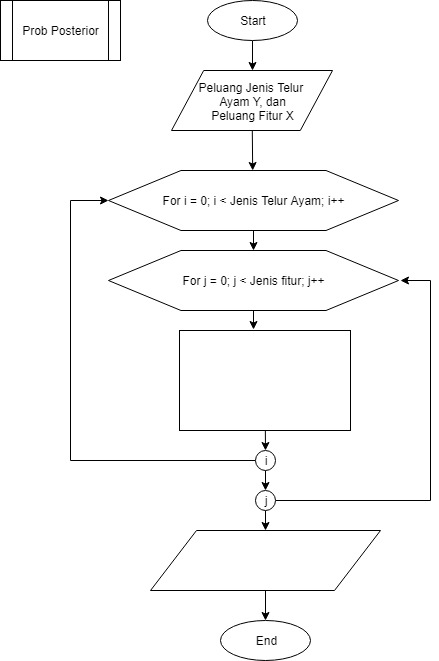 Prob Posterior
Start
Peluang Jenis Telur
Ayam Y, dan
Peluang Fitur X
For i = 0; i < Jenis Telur Ayam; i++
For j = 0; j < Jenis fitur; j++
i
j
End